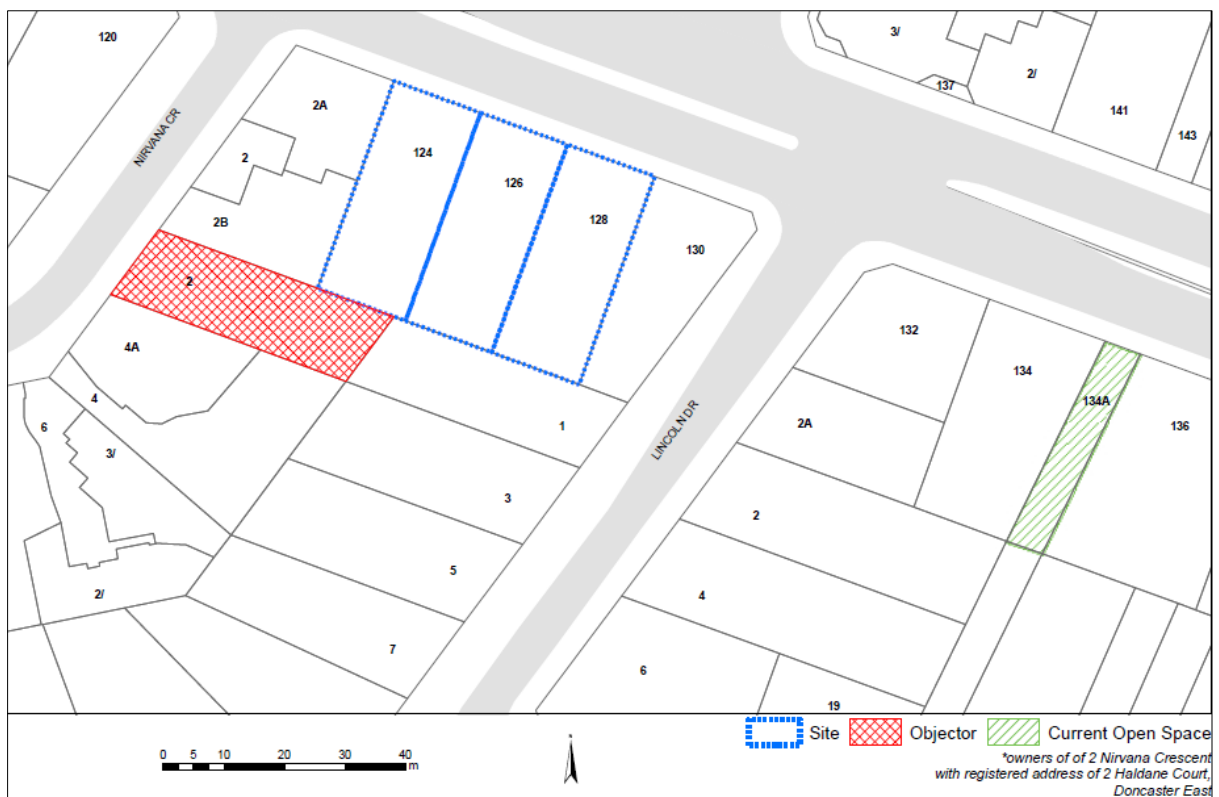 120
3/
137
2/
141
143
2A
NIRVANA CR
2
124
126
128
2B
130
2
4A
132
134
134A
136
2A
4
6
3/
1
LINCOLN DR
3
2
5
4
2/
7
6
19
Site
Objector
Current Open Space
0 5 10 20 30 40
m
*owners of of 2 Nirvana Crescent
with registered address of 2 Haldane Court,
Doncaster East